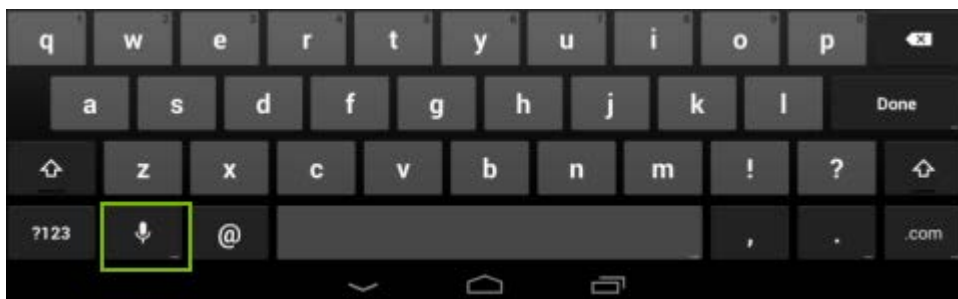 q w e r t y u i o p
a s d f g h j k l Done
z x c v b n m ! ?
?123 @ , . .com